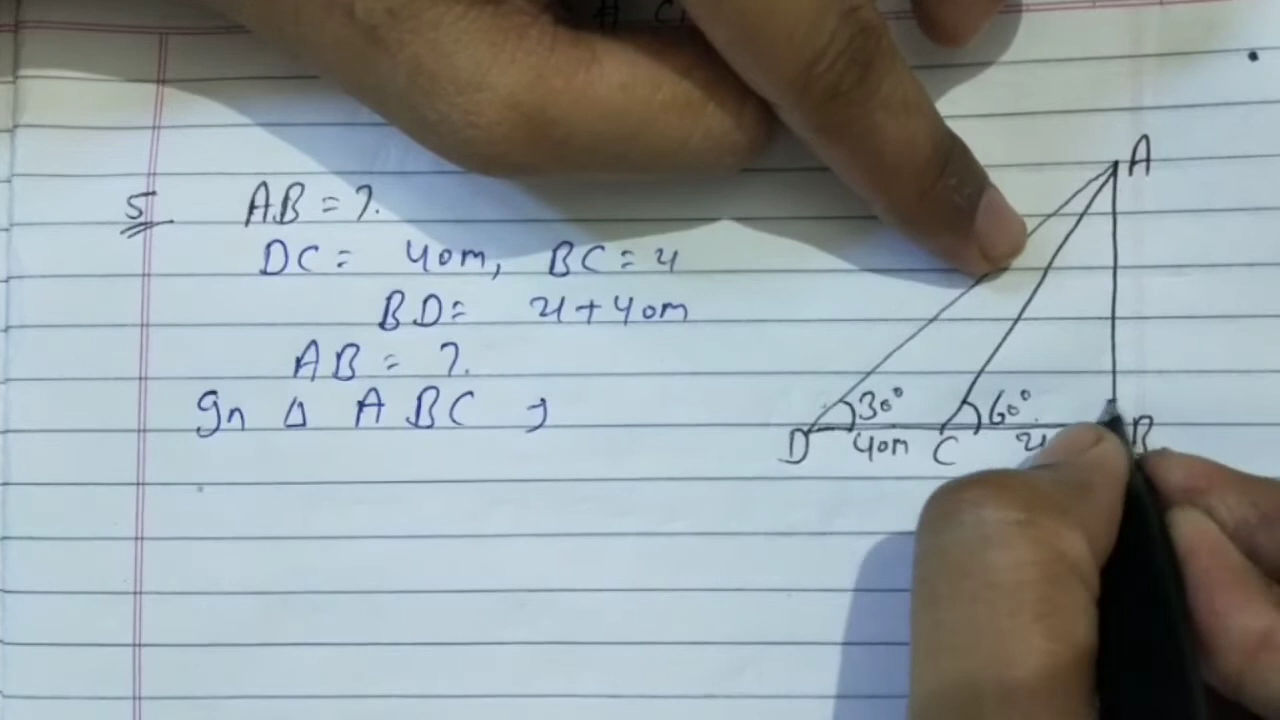 5 AB = ?
DC = 40m, BC = x
BD = x + 40m
AB = ?
In Δ ABC,
A
30°
60°
D 40m C x B